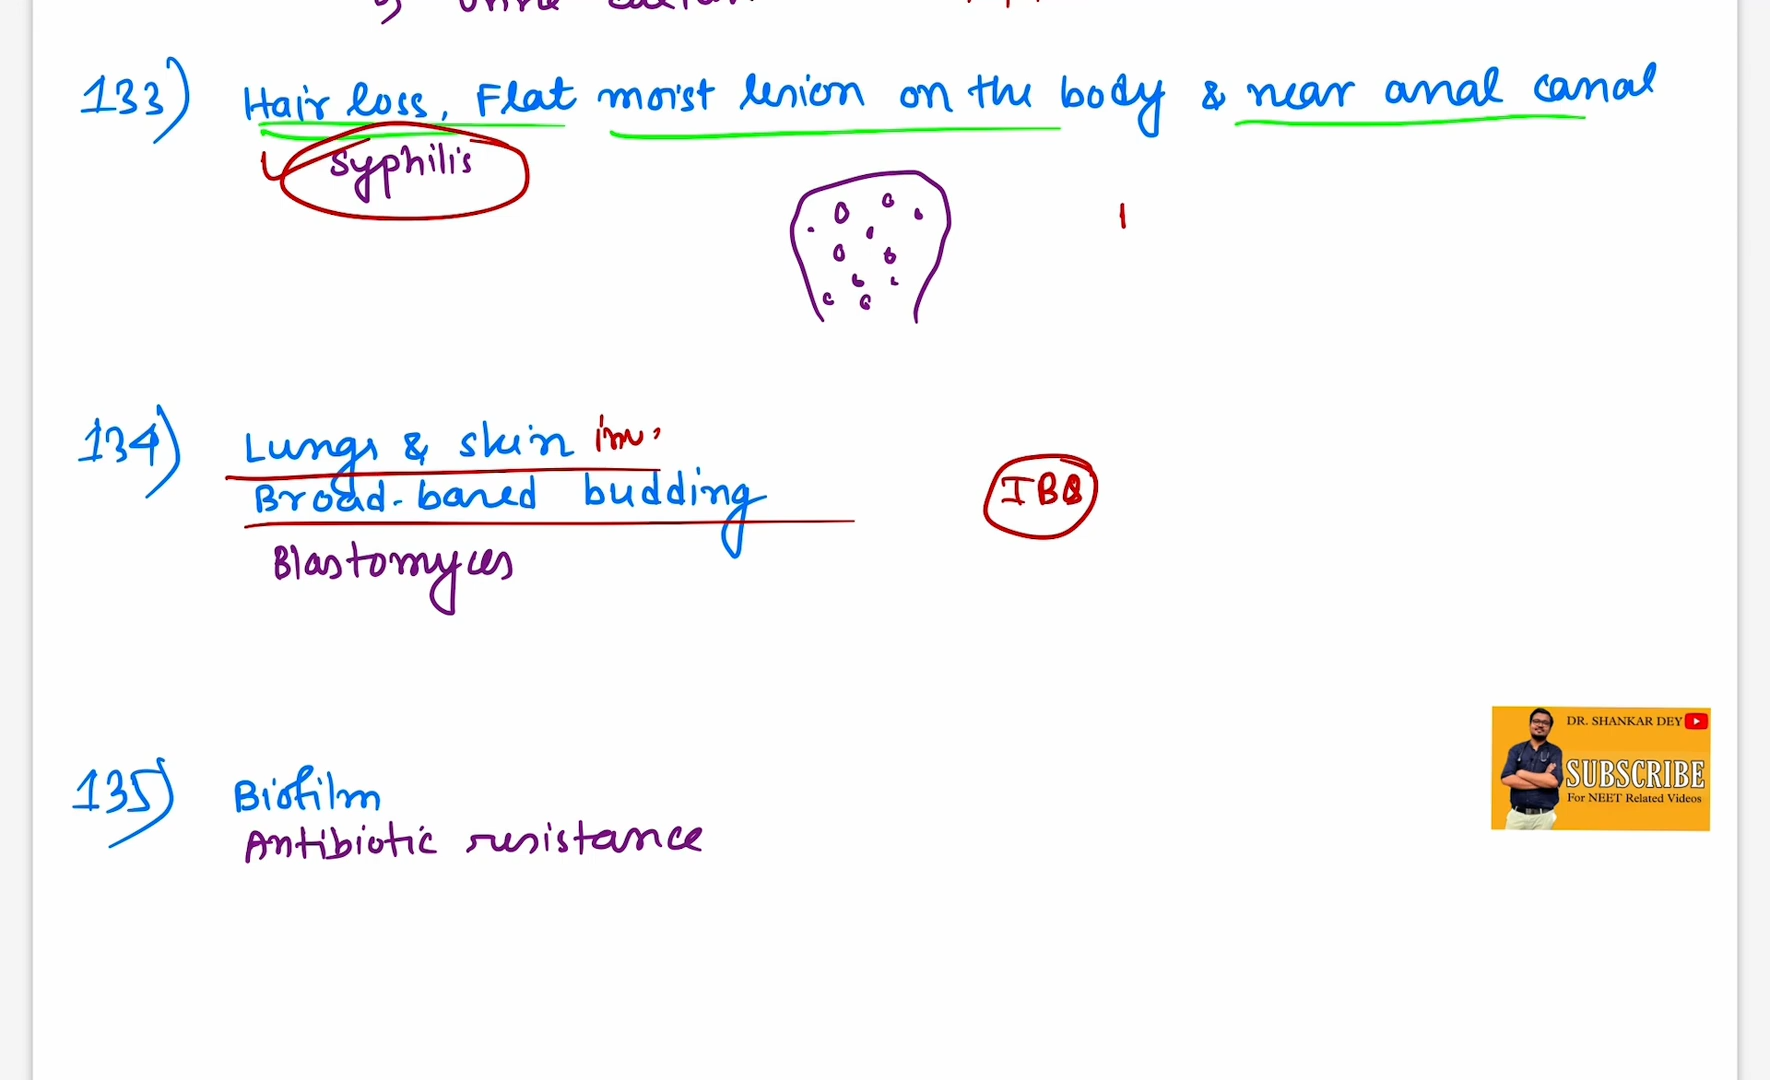 133) Hair loss, Flat moist lesion on the body & near anal canal
Syphilis
134) Lungs & skin inv.
Broad-based budding
IBQ
Blastomyces
DR. SHANKAR DEY
SUBSCRIBE
For NEET Related Videos
135) Biofilm
Antibiotic resistance